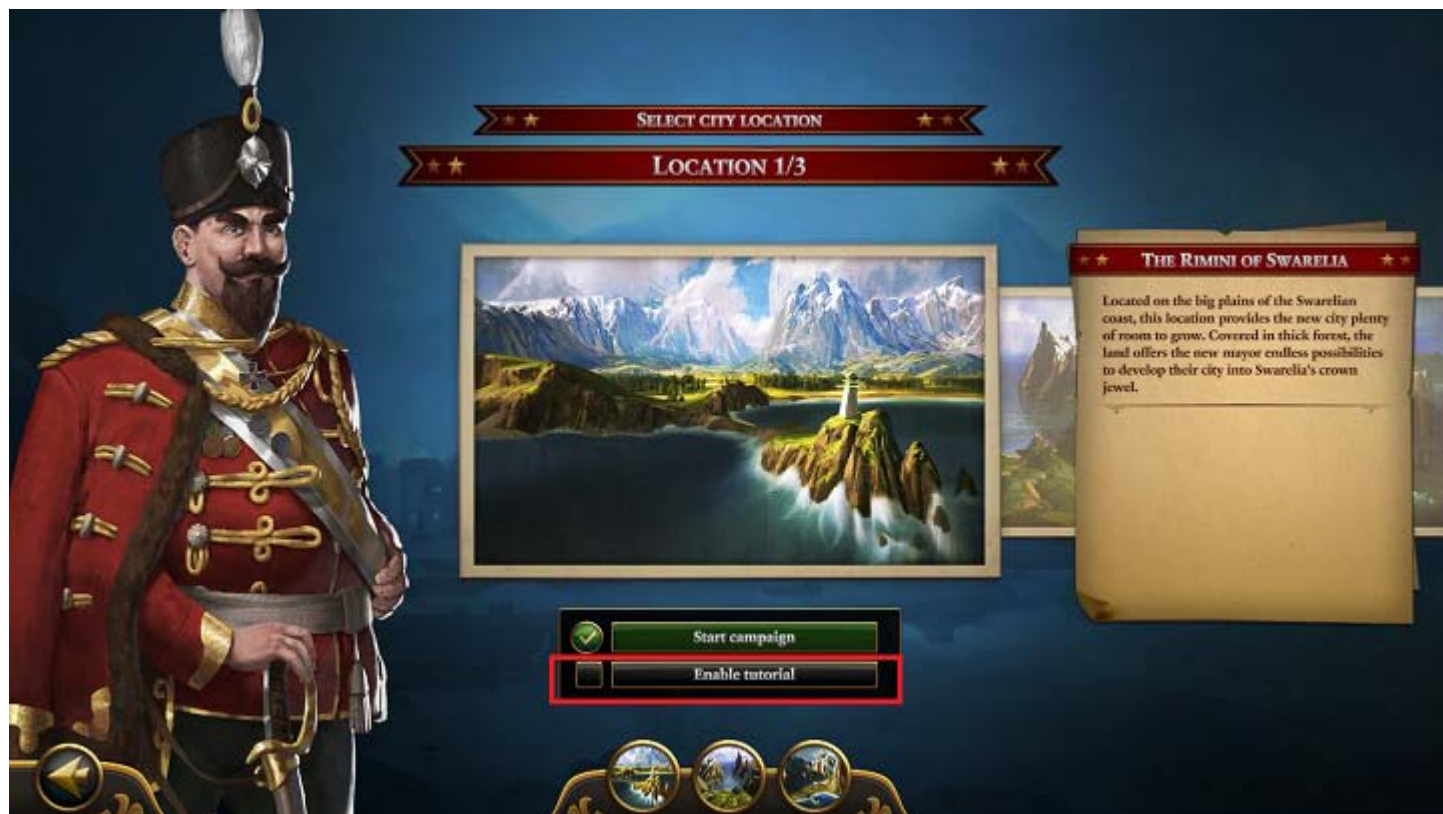 SELECT CITY LOCATION
LOCATION 1/3
THE RIMINI OF SWARELIA
Located on the big plains of the Swarelian
coast, this location provides the new city plenty
of room to grow. Covered in thick forest, the
land offers the new mayor endless possibilities
to develop their city into Swarelia's crown
jewel.
Start campaign
Enable tutorial